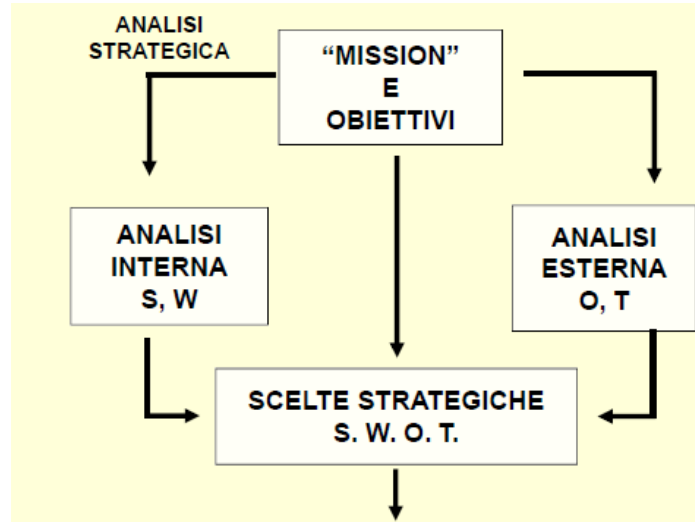 ANALISI
STRATEGICA
“MISSION”
E
OBIETTIVI
ANALISI
INTERNA
S, W
ANALISI
ESTERNA
O, T
SCELTE STRATEGICHE
S. W. O. T.